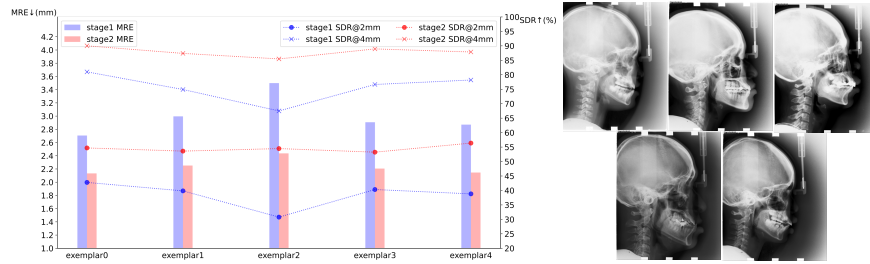 MRE↓(mm)
SDR↑(%)
stage1 MRE
stage2 MRE
stage1 SDR@2mm
stage1 SDR@4mm
stage2 SDR@2mm
stage2 SDR@4mm
4.2
4.0
3.8
3.6
3.4
3.2
3.0
2.8
2.6
2.4
2.2
2.0
1.8
1.6
1.4
1.2
1.0
100
95
90
85
80
75
70
65
60
55
50
45
40
35
30
25
20
exemplar0
exemplar1
exemplar2
exemplar3
exemplar4